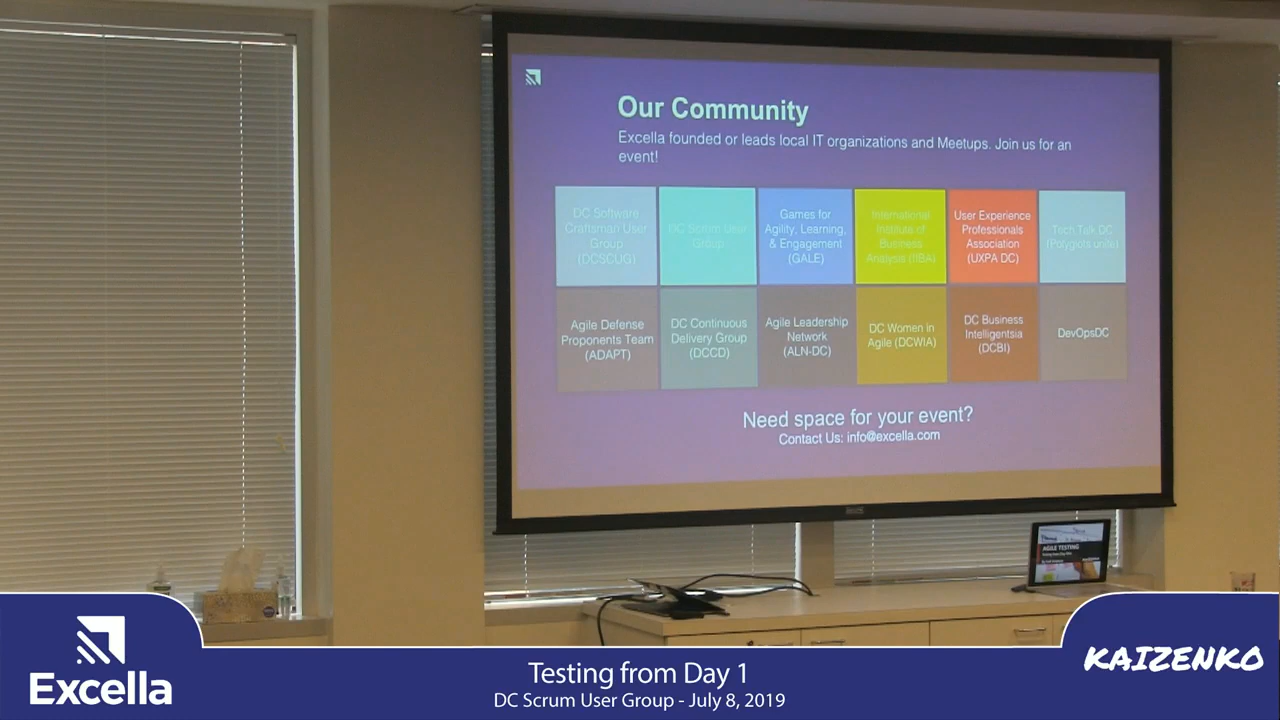 Our Community
Excella founded or leads local IT organizations and Meetups. Join us for an
event!
DC Software
Craftsman User
Group
(DCSCUG)
DC Scrum User
Group
Games for
Agility, Learning,
& Engagement
(GALE)
International
Institute of
Business
Analysis (IIBA)
User Experience
Professionals
Association
(UXPA DC)
Tech Talk DC
(Polyglots unite)
Agile Defense
Proponents Team
(ADAPT)
DC Continuous
Delivery Group
(DCCD)
Agile Leadership
Network
(ALN-DC)
DC Women in
Agile (DCWIA)
DC Business
Intelligentsia
(DCBI)
DevOpsDC
Need space for your event?
Contact Us: info@excella.com
AGILE TESTING
Excella
Testing from Day 1
DC Scrum User Group - July 8, 2019
KAIZENKO